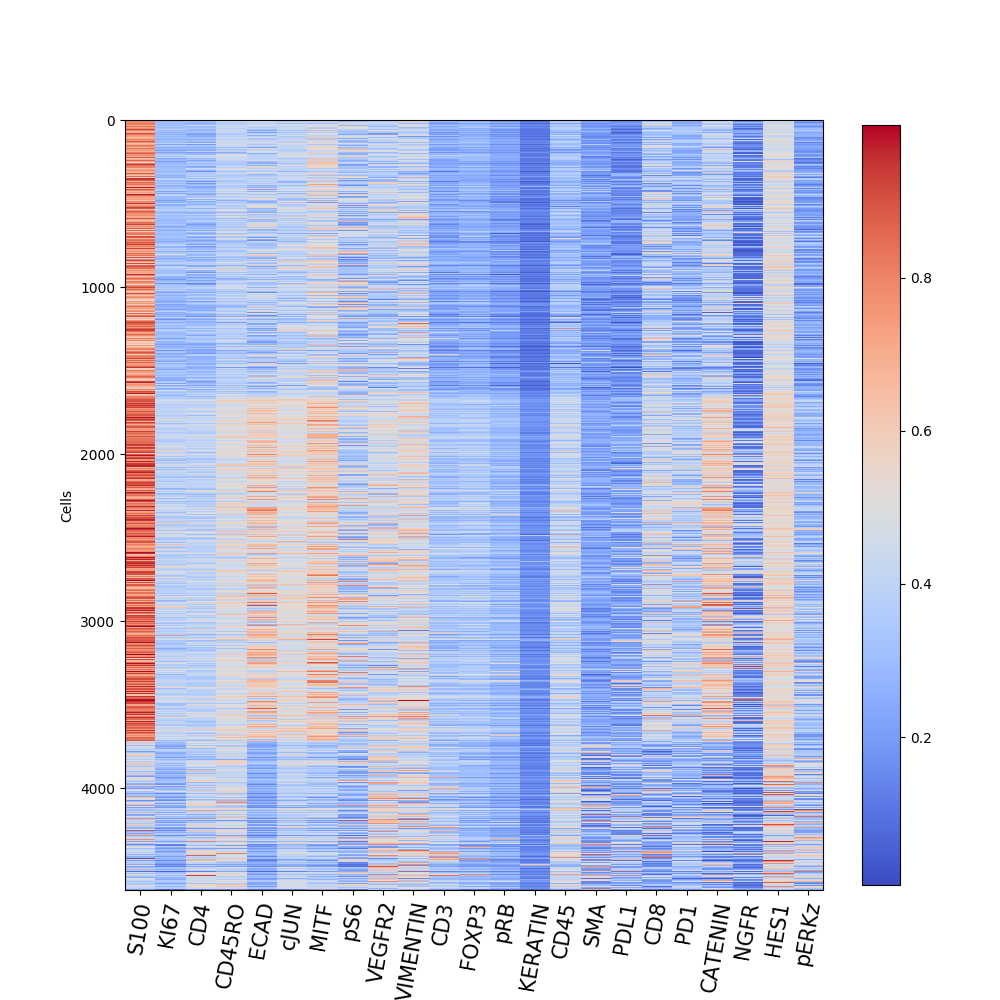 0
1000
2000
3000
4000
Cells
0.8
0.6
0.4
0.2
S100
KI67
CD4
CD45RO
ECAD
cJUN
MITF
pS6
VEGFR2
VIMENTIN
CD3
FOXP3
pRB
KERATIN
CD45
SMA
PDL1
CD8
PD1
CATENIN
NGFR
HES1
pERKz